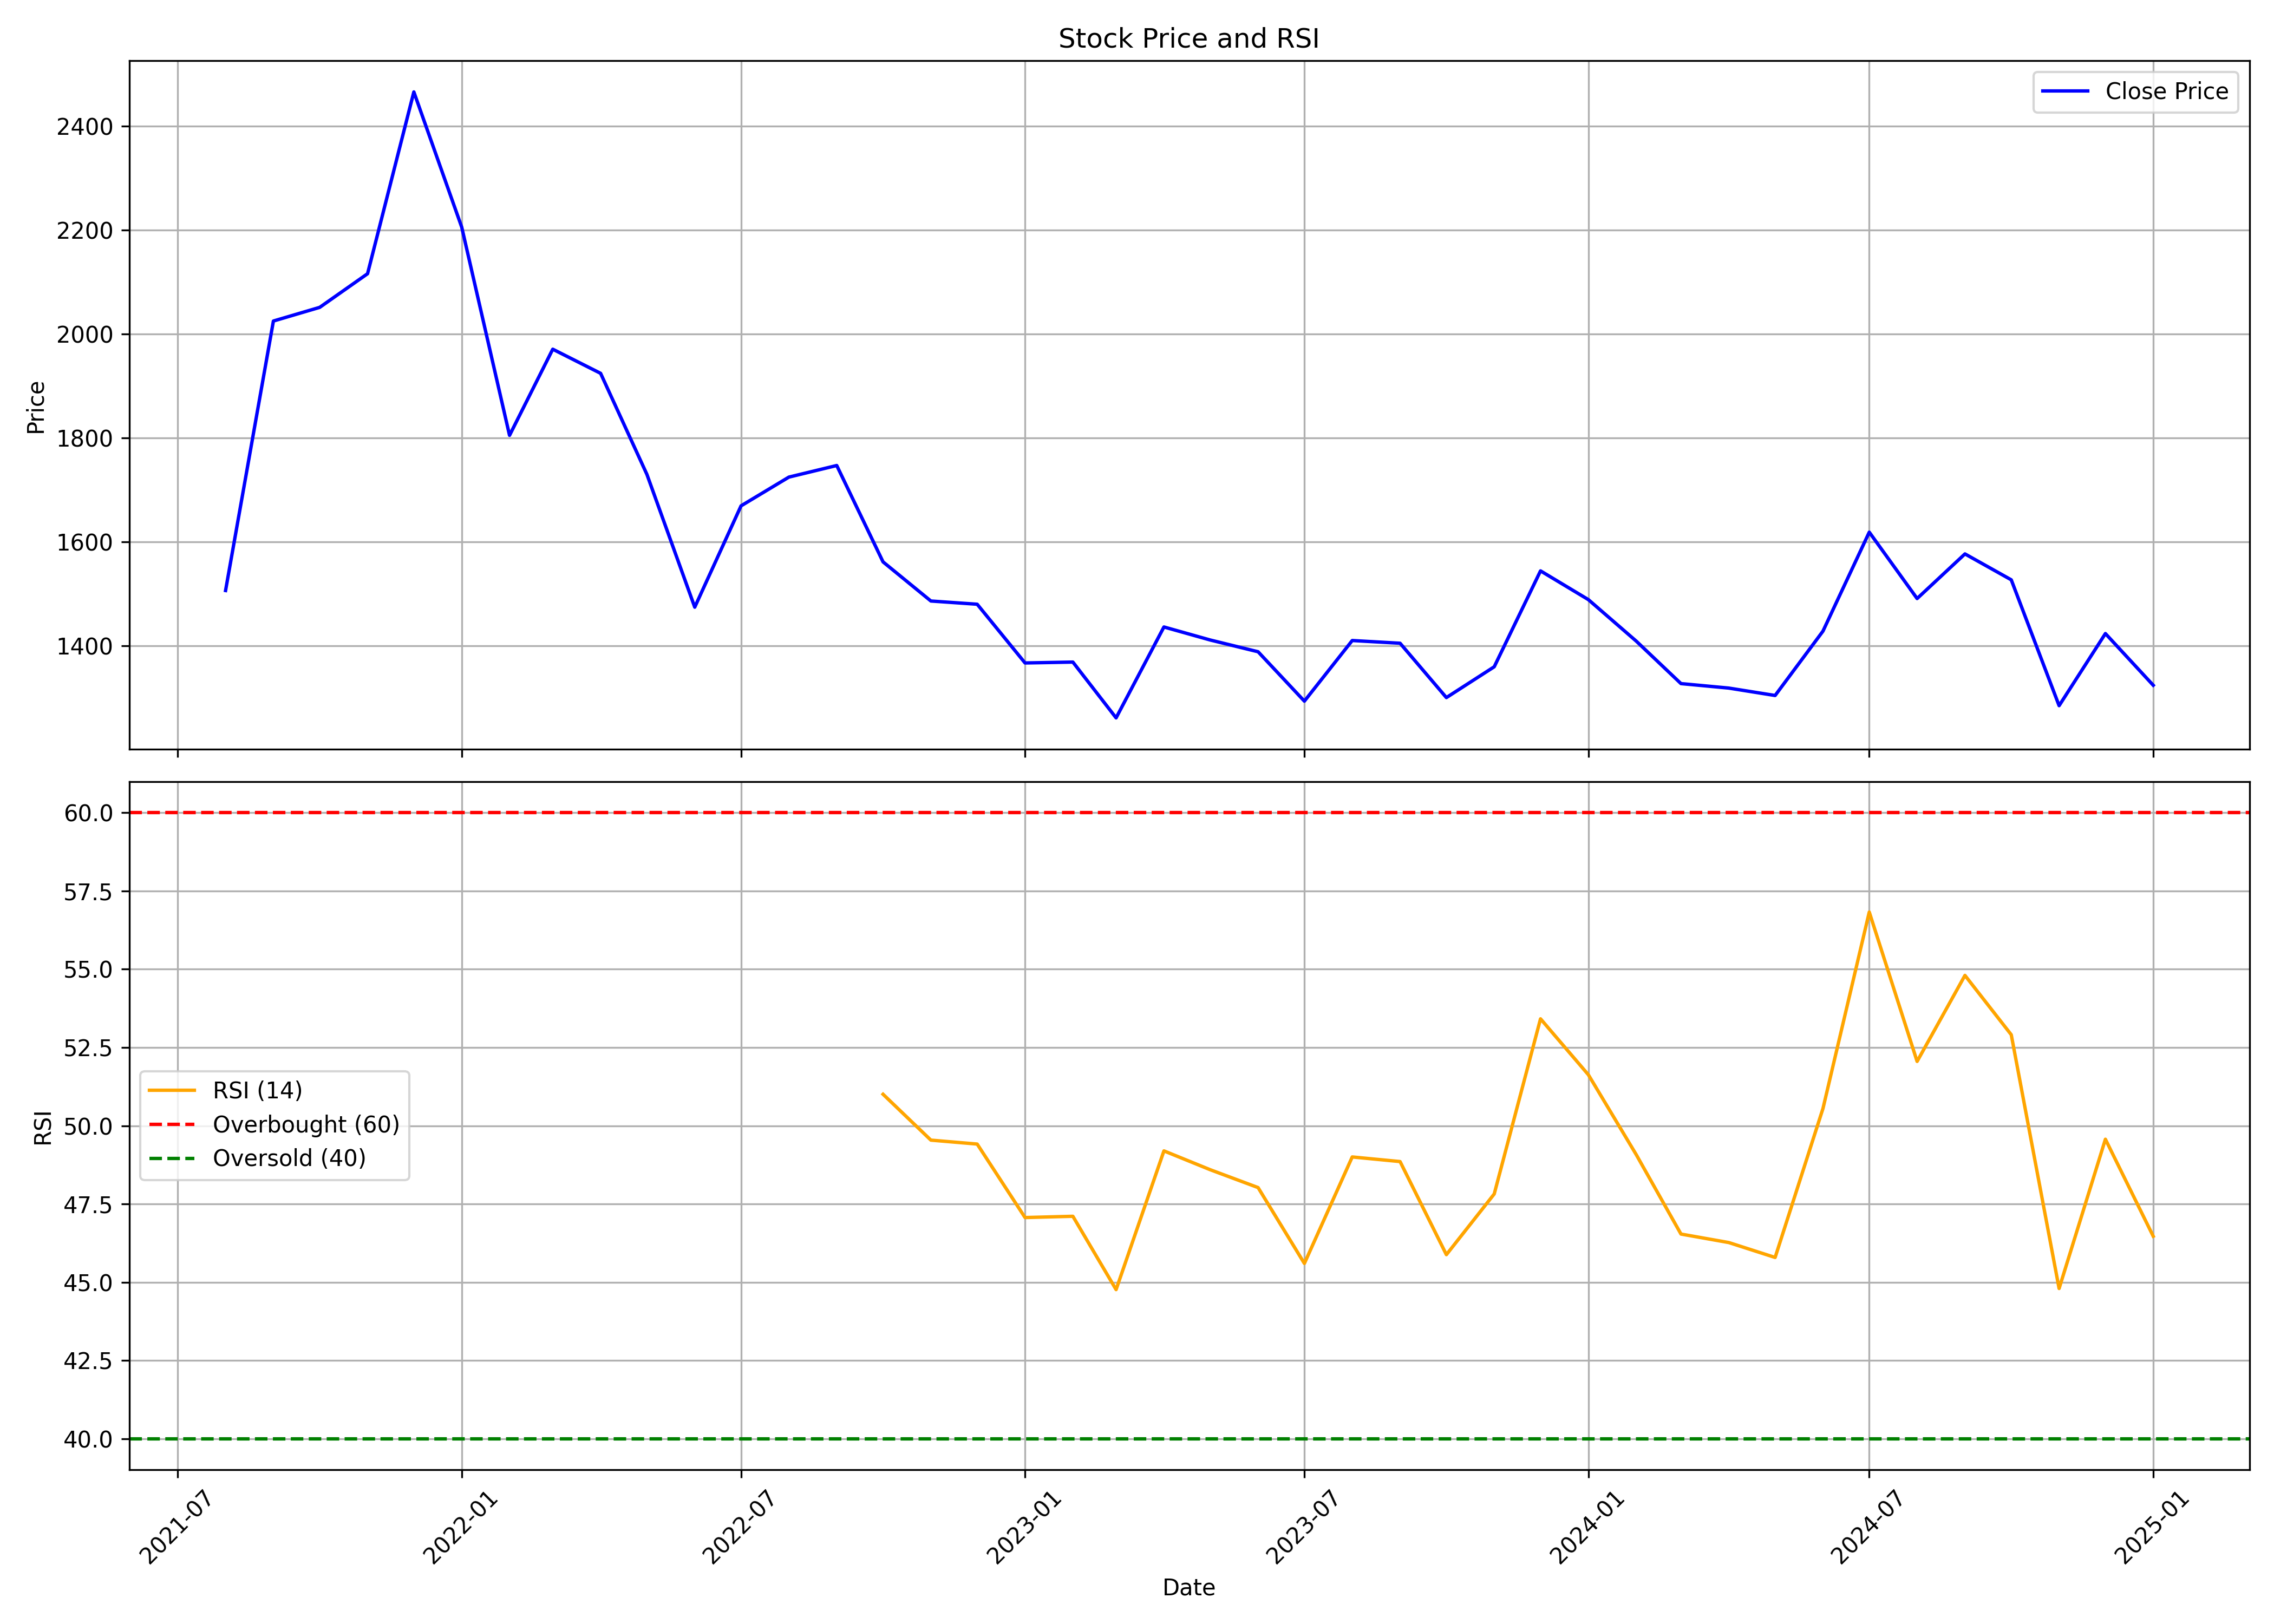 Stock Price and RSI
Close Price
Price
2400
2200
2000
1800
1600
1400
RSI
60.0
57.5
55.0
52.5
50.0
47.5
45.0
42.5
40.0
RSI (14)
Overbought (60)
Oversold (40)
2021-07
2022-01
2022-07
2023-01
2023-07
2024-01
2024-07
2025-01
Date